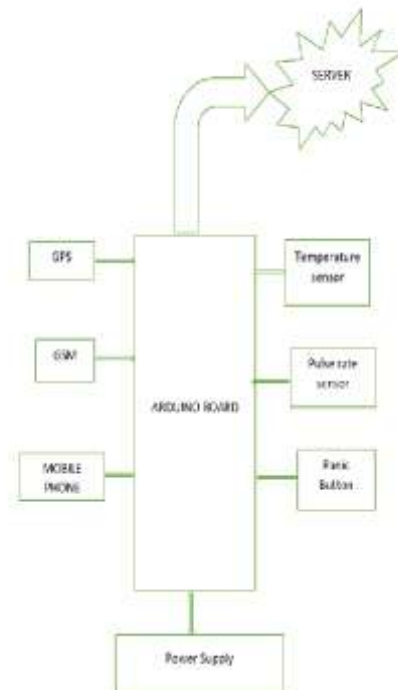 SERVER
GPS
Temperature
sensor
GSM
Pulse rate
sensor
ARDUINO BOARD
MOBILE
PHONE
Panic
Button
Power Supply